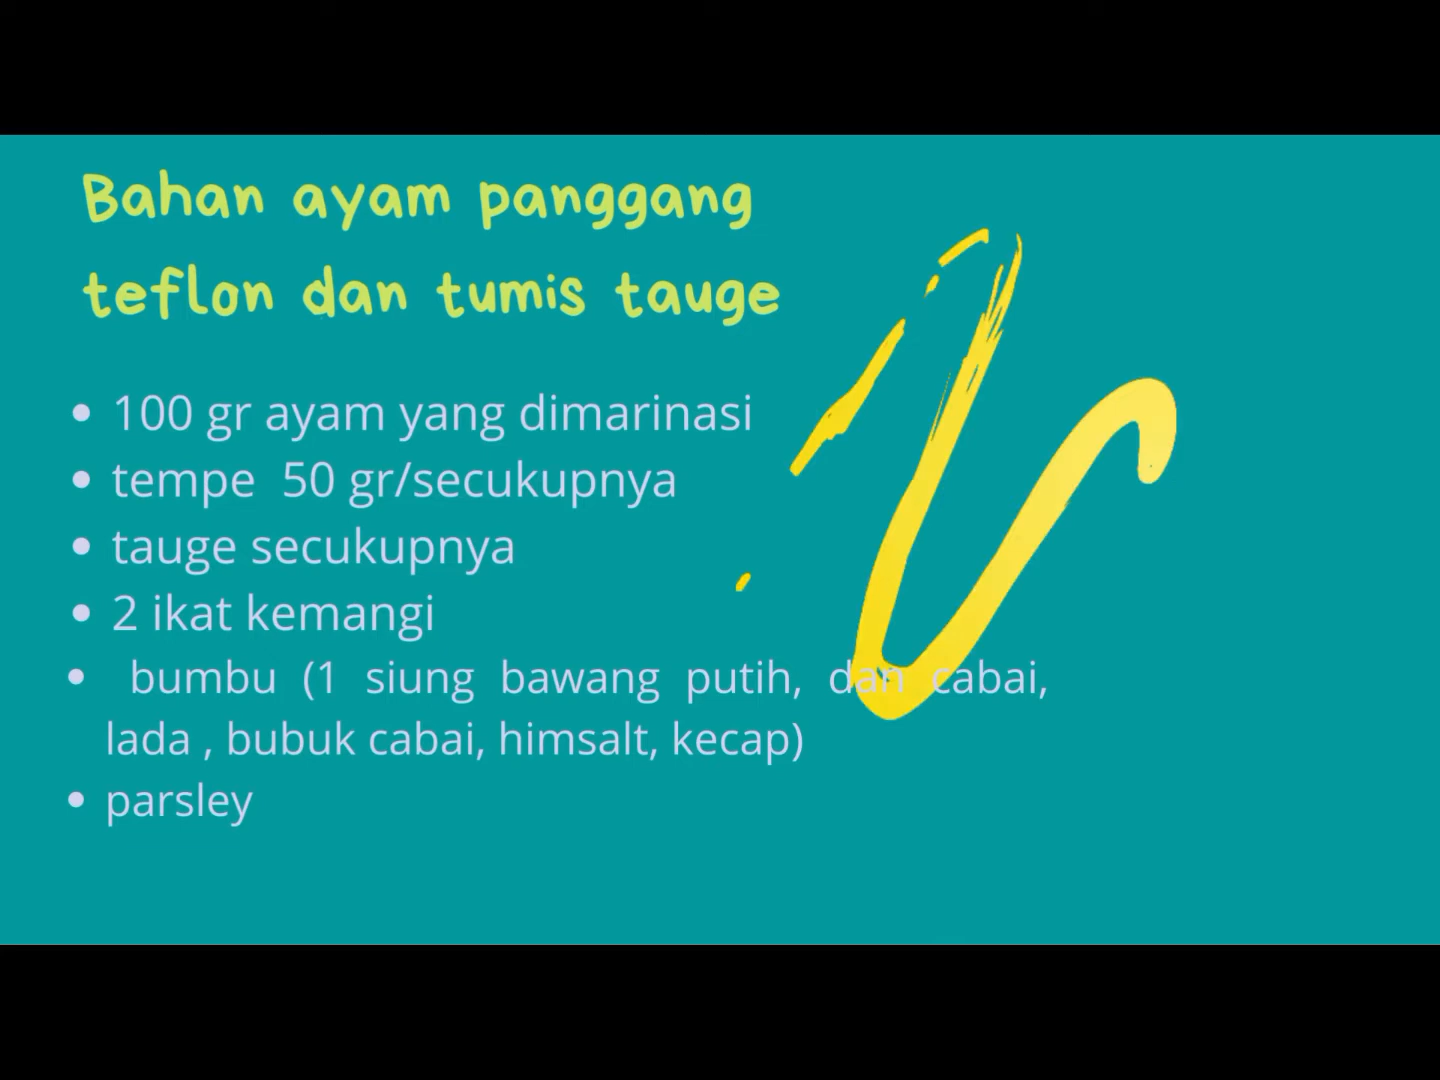 Bahan ayam panggang
teflon dan tumis tauge
• 100 gr ayam yang dimarinasi
• tempe 50 gr/secukupnya
• tauge secukupnya
• 2 ikat kemangi
• bumbu (1 siung bawang putih, dan cabai,
lada , bubuk cabai, himsalt, kecap)
• parsley